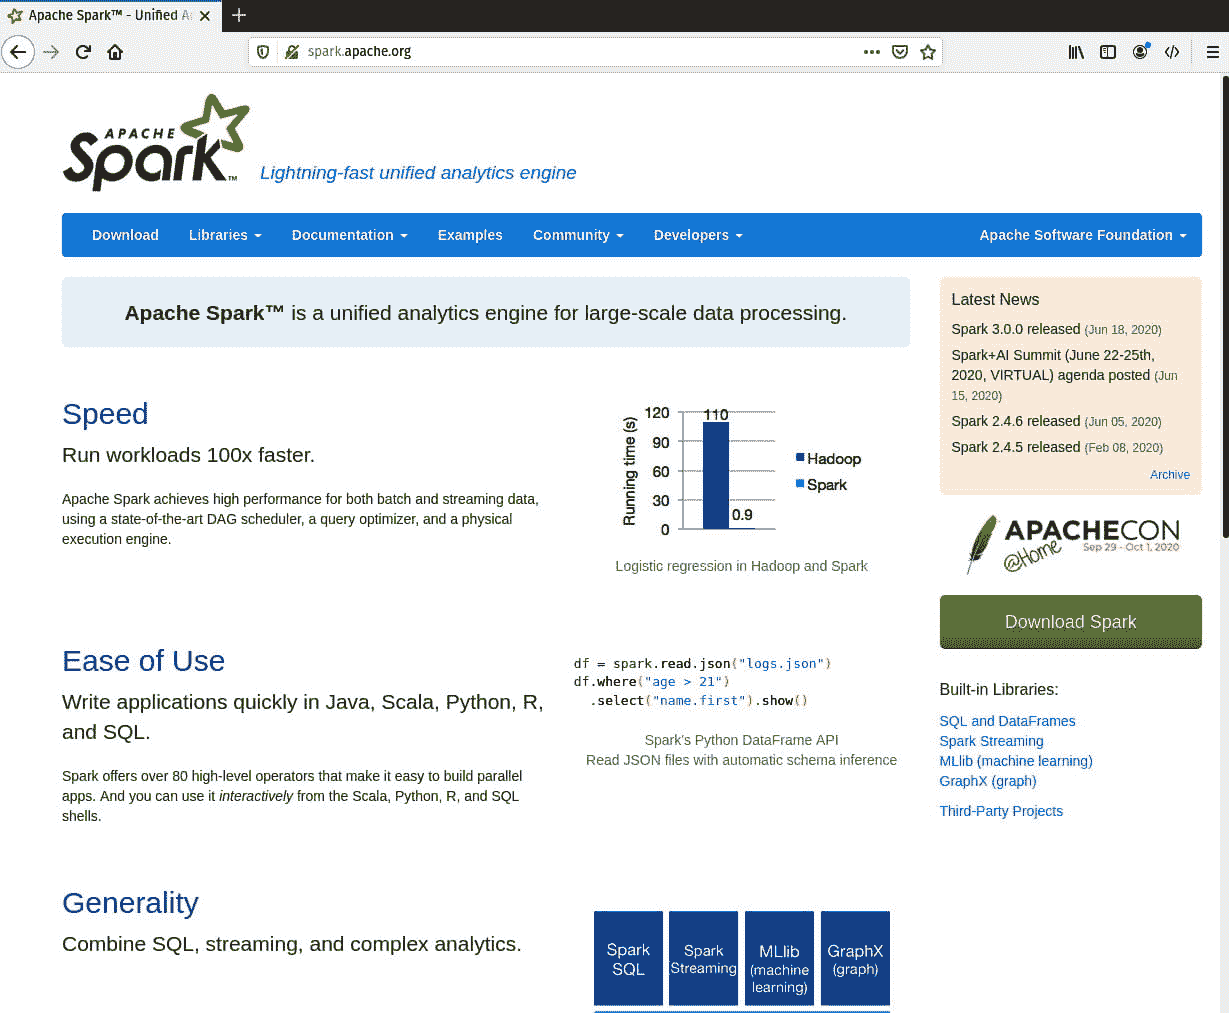 Apache Spark™ - Unified A
spark.apache.org
APACHE
Spark™
Lightning-fast unified analytics engine
Download Libraries Documentation Examples Community Developers Apache Software Foundation
Apache Spark™ is a unified analytics engine for large-scale data processing.
Speed
Run workloads 100x faster.
Apache Spark achieves high performance for both batch and streaming data,
using a state-of-the-art DAG scheduler, a query optimizer, and a physical
execution engine.
Running time (s)
120
90
60
30
0
110
0.9
Hadoop
Spark
Logistic regression in Hadoop and Spark
Ease of Use
Write applications quickly in Java, Scala, Python, R,
and SQL.
Spark offers over 80 high-level operators that make it easy to build parallel
apps. And you can use it interactively from the Scala, Python, R, and SQL
shells.
df = spark.read.json("logs.json")
df.where("age > 21")
.select("name.first").show()
Spark's Python DataFrame API
Read JSON files with automatic schema inference
Generality
Combine SQL, streaming, and complex analytics.
Spark
SQL
Spark
Streaming
MLlib
(machine
learning)
GraphX
(graph)
Latest News
Spark 3.0.0 released (Jun 18, 2020)
Spark+AI Summit (June 22-25th,
2020, VIRTUAL) agenda posted (Jun
15, 2020)
Spark 2.4.6 released (Jun 05, 2020)
Spark 2.4.5 released (Feb 08, 2020)
Archive
APACHECON
@Home
Sep 29 - Oct 1, 2020
Download Spark
Built-in Libraries:
SQL and DataFrames
Spark Streaming
MLlib (machine learning)
GraphX (graph)
Third-Party Projects